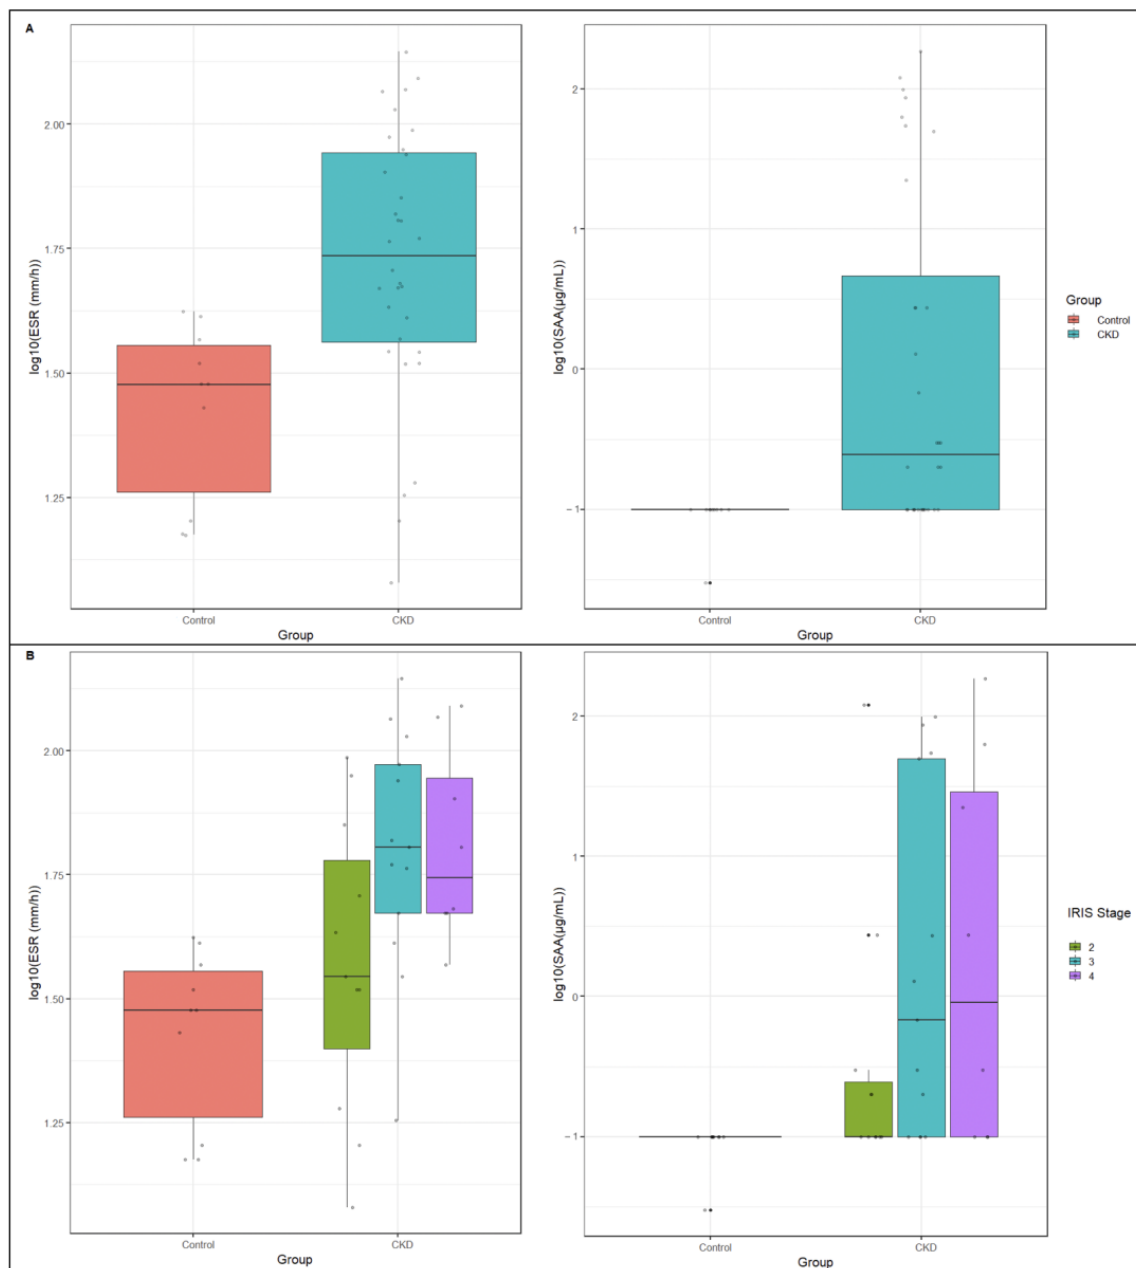 A
log10(ESR (mm/h))
2.00
1.75
1.50
1.25
Control
CKD
Group
log10(SAA(µg/mL))
2
1
0
−1
Control
CKD
Group
Group
Control
CKD
B
log10(ESR (mm/h))
2.00
1.75
1.50
1.25
Control
CKD
Group
log10(SAA(µg/mL))
2
1
0
−1
Control
CKD
Group
IRIS Stage
2
3
4